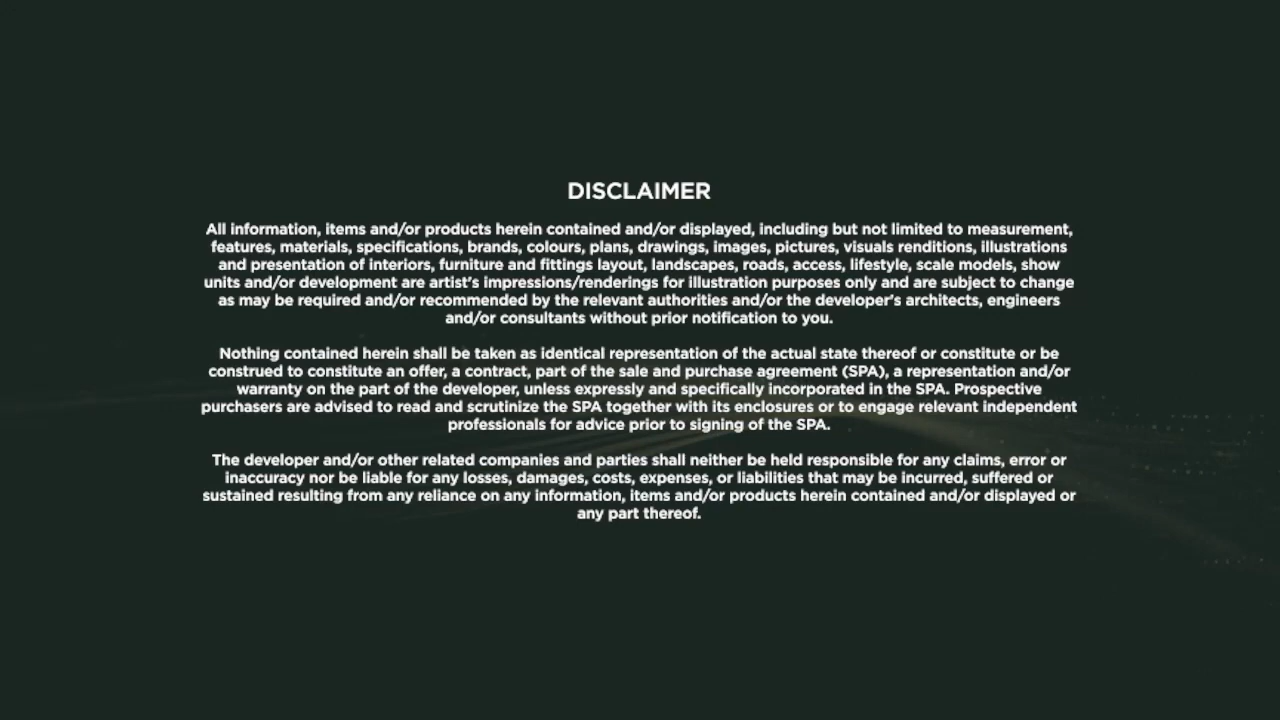 DISCLAIMER
All information, items and/or products herein contained and/or displayed, including but not limited to measurement,
features, materials, specifications, brands, colours, plans, drawings, images, pictures, visuals renditions, illustrations
and presentation of interiors, furniture and fittings layout, landscapes, roads, access, lifestyle, scale models, show
units and/or development are artist's impressions/renderings for illustration purposes only and are subject to change
as may be required and/or recommended by the relevant authorities and/or the developer's architects, engineers
and/or consultants without prior notification to you.
Nothing contained herein shall be taken as identical representation of the actual state thereof or constitute or be
construed to constitute an offer, a contract, part of the sale and purchase agreement (SPA), a representation and/or
warranty on the part of the developer, unless expressly and specifically incorporated in the SPA. Prospective
purchasers are advised to read and scrutinize the SPA together with its enclosures or to engage relevant independent
professionals for advice prior to signing of the SPA.
The developer and/or other related companies and parties shall neither be held responsible for any claims, error or
inaccuracy nor be liable for any losses, damages, costs, expenses, or liabilities that may be incurred, suffered or
sustained resulting from any reliance on any information, items and/or products herein contained and/or displayed or
any part thereof.